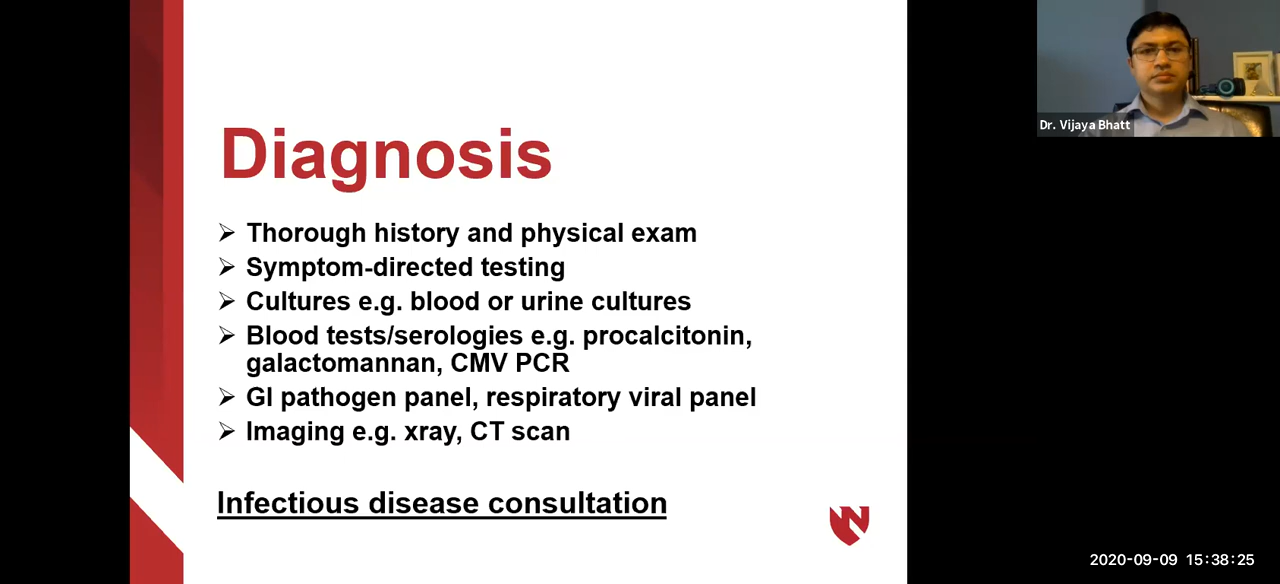 Diagnosis
Thorough history and physical exam
Symptom-directed testing
Cultures e.g. blood or urine cultures
Blood tests/serologies e.g. procalcitonin,
galactomannan, CMV PCR
GI pathogen panel, respiratory viral panel
Imaging e.g. xray, CT scan
Infectious disease consultation
N
Dr. Vijaya Bhatt
2020-09-09 15:38:25